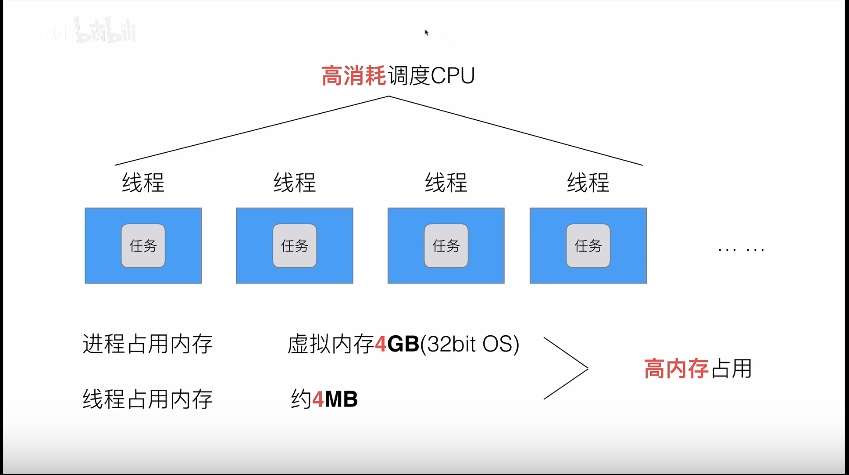 bilibili
高消耗调度CPU
线程 线程 线程 线程
任务 任务 任务 任务 … …
进程占用内存 虚拟内存4GB(32bit OS)
高内存占用
线程占用内存 约4MB